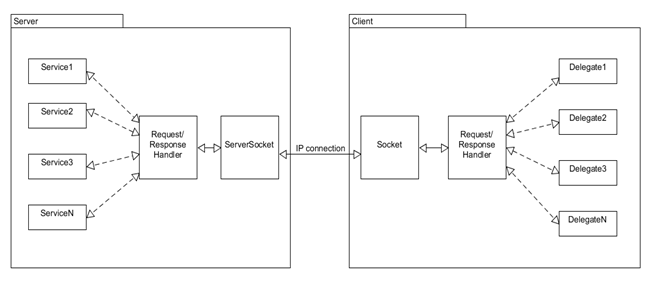 Server
Service1
Service2
Service3
ServiceN
Request/
Response
Handler
ServerSocket
IP connection
Client
Socket
Request/
Response
Handler
Delegate1
Delegate2
Delegate3
DelegateN